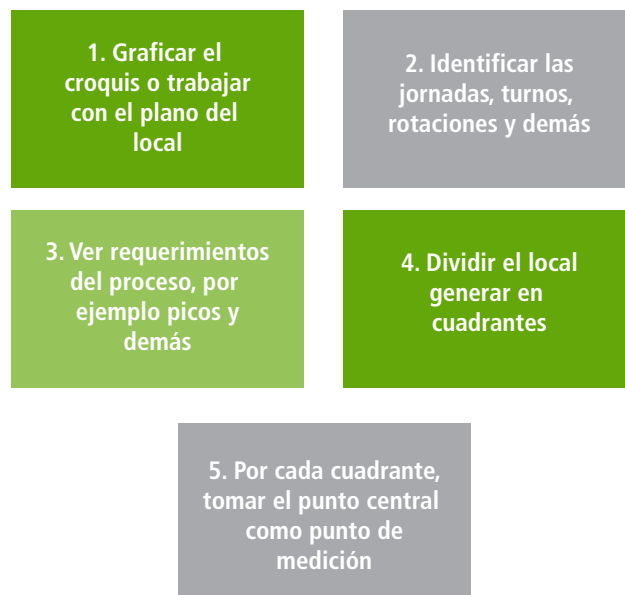 1. Graficar el
croquis o trabajar
con el plano del
local
2. Identificar las
jornadas, turnos,
rotaciones y demás
3. Ver requerimientos
del proceso, por
ejemplo picos y
demás
4. Dividir el local
generar en
cuadrantes
5. Por cada cuadrante,
tomar el punto central
como punto de
medición